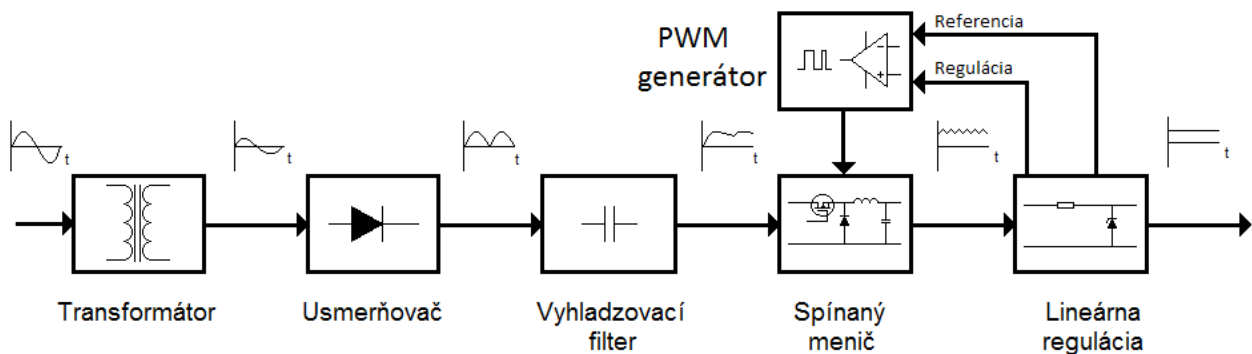 PWM
generátor
Referencia
Regulácia
t
t
t
t
t
t
Transformátor
Usmerňovač
Vyhladzovací
filter
Spínaný
menič
Lineárna
regulácia